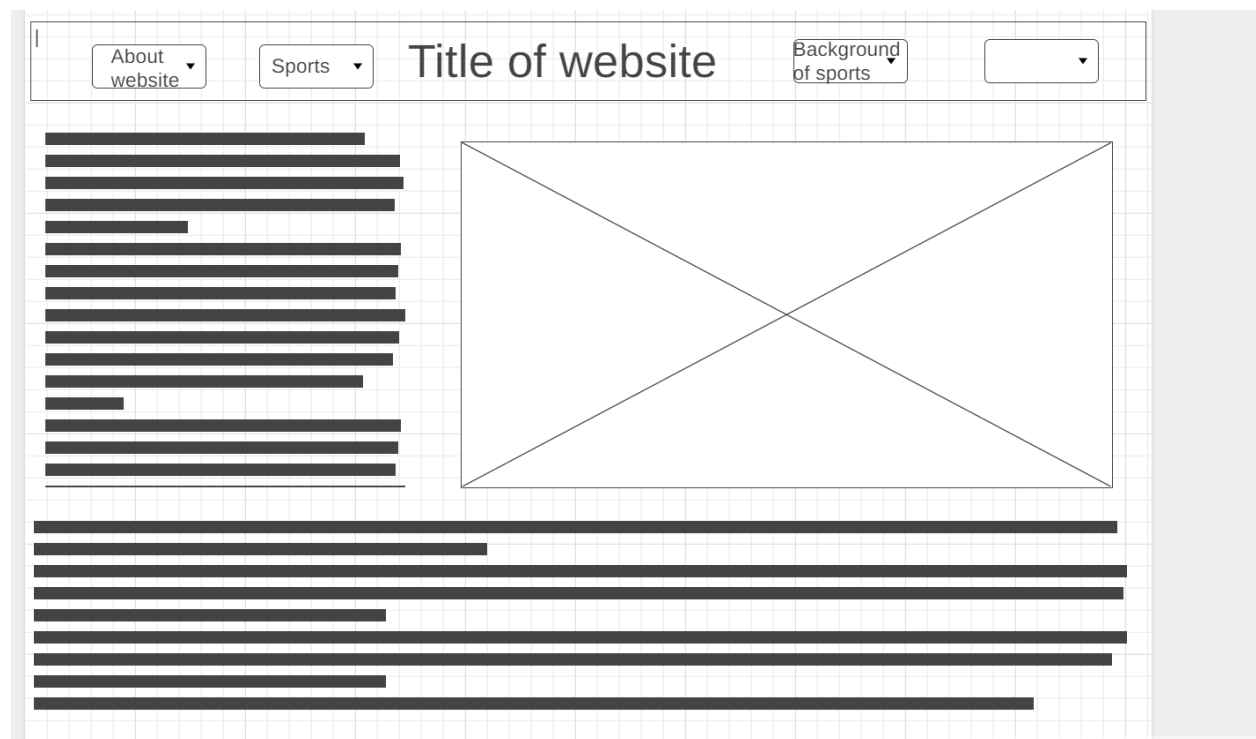 About
website
Sports
Title of website
Background
of sports